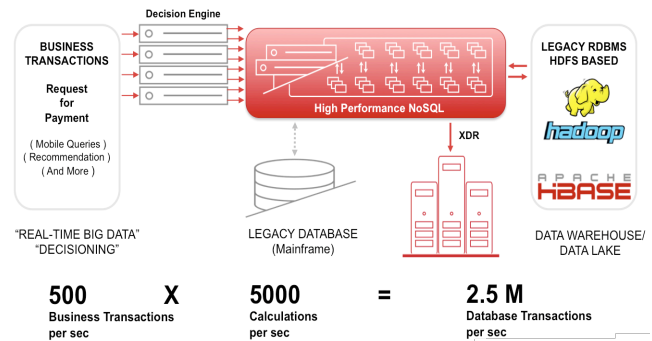 Decision Engine
BUSINESS
TRANSACTIONS
Request
for
Payment
( Mobile Queries )
( Recommendation )
( And More )
High Performance NoSQL
LEGACY RDBMS
HDFS BASED
hadoop
APACHE
HBASE
XDR
“REAL-TIME BIG DATA”
“DECISIONING”
LEGACY DATABASE
(Mainframe)
DATA WAREHOUSE/
DATA LAKE
500 X 5000 = 2.5 M
Business Transactions Calculations Database Transactions
per sec per sec per sec